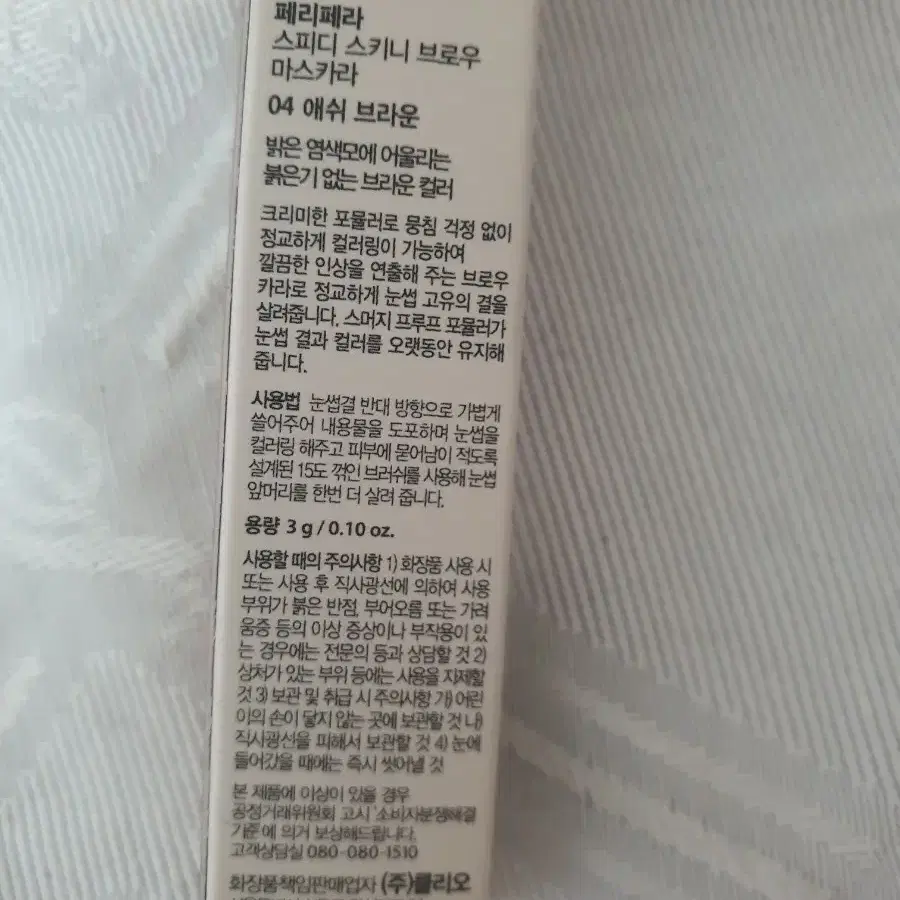 페리페라
스피디 스키니 브로우
마스카라
04 애쉬 브라운
밝은 염색모에 어울리는
붉은기 없는 브라운 컬러
크리미한 포뮬러로 뭉침 걱정 없이
정교하게 컬러링이 가능하여
깔끔한 인상을 연출해 주는 브로우
카라로 정교하게 눈썹 고유의 결을
살려줍니다. 스머지 프루프 포뮬러가
눈썹 결과 컬러를 오랫동안 유지해
줍니다.
사용법 눈썹결 반대 방향으로 가볍게
쓸어주어 내용물을 도포하며 눈썹을
컬러링 해주고 피부에 묻어남이 적도록
설계된 15도 꺾인 브러쉬를 사용해 눈썹
앞머리를 한번 더 살려 줍니다.
용량 3 g / 0.10 oz.
사용할 때의 주의사항 1) 화장품 사용 시
또는 사용 후 직사광선에 의하여 사용
부위가 붉은 반점, 부어오름 또는 가려
움증 등의 이상 증상이나 부작용이 있
는 경우에는 전문의 등과 상담할 것 2)
상처가 있는 부위 등에는 사용을 자제할
것 3) 보관 및 취급 시 주의사항 가) 어린
이의 손이 닿지 않는 곳에 보관할 것 나)
직사광선을 피해서 보관할 것 4) 눈에
들어갔을 때에는 즉시 씻어낼 것
본 제품에 이상이 있을 경우
공정거래위원회 고시 '소비자분쟁해결
기준'에 의거 보상해드립니다.
고객상담실 080-080-1510
화장품책임판매업자 (주)클리오